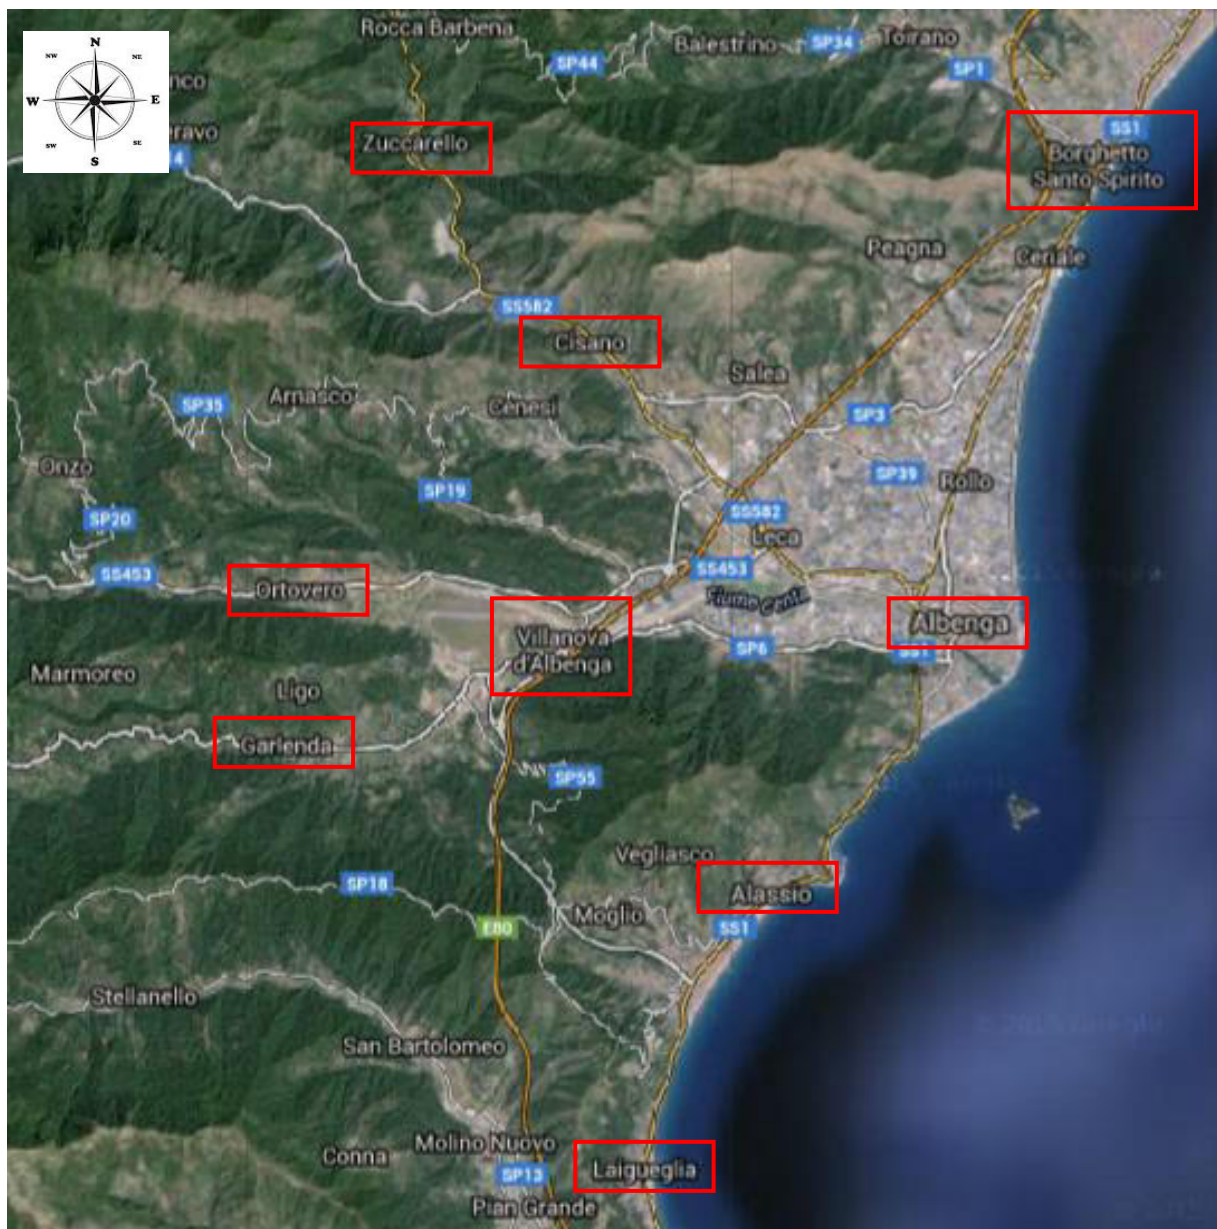 Rocca Barbena
Balestrino
SP34
Toirano
SP44
SP1
N
NW
NE
W
E
SW
SE
S
Zuccarello
SS1
Borghetto
Santo Spirito
Peagna
Ceriale
SS582
Cisano
Salea
Arnasco
SP35
Cenesi
SP3
Onzo
SP19
SP39
Rollo
SP20
SS582
Leca
SS453
SS453
Ortovero
Fiume Centa
Albenga
Villanova
d'Albenga
SP6
SS1
Marmoreo
Ligo
Garlenda
SP55
Vegliasco
SP18
Alassio
Moglio
E80
SS1
Stellanello
San Bartolomeo
Molino Nuovo
Conna
SP13
Laigueglia
Pian Grande